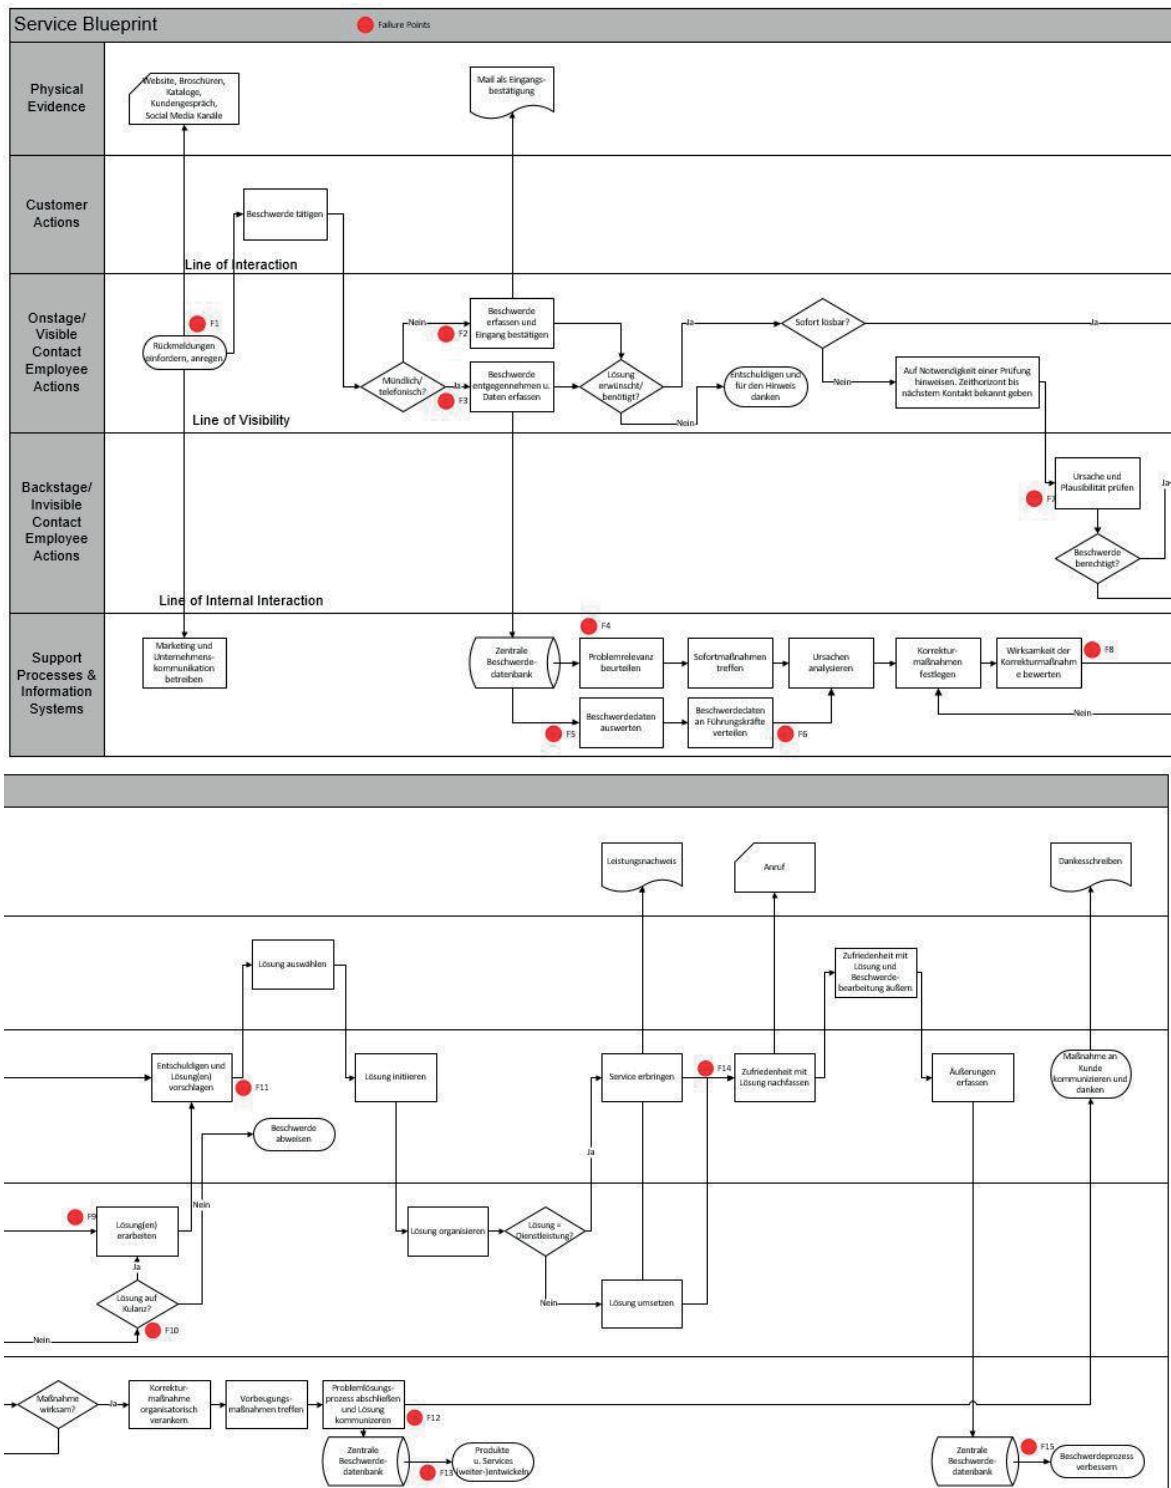 Service Blueprint
Failure Points
Physical
Evidence
Website, Broschüren,
Kataloge,
Kundengespräch,
Social Media Kanäle
Mail als Eingangs-
bestätigung
Customer
Actions
Beschwerde tätigen
Line of Interaction
Onstage/
Visible
Contact
Employee
Actions
F1
Rückmeldungen
einfordern, anregen
Mündlich/
telefonisch?
Nein
F2
Beschwerde
erfassen und
Eingang bestätigen
Ja
F3
Beschwerde
entgegennehmen u.
Daten erfassen
Lösung
erwünscht/
benötigt?
Ja
Nein
Entschuldigen und
für den Hinweis
danken
Sofort lösbar?
Ja
Nein
Auf Notwendigkeit einer Prüfung
hinweisen. Zeithorizont bis
nächstem Kontakt bekannt geben
Line of Visibility
Backstage/
Invisible
Contact
Employee
Actions
F7
Ursache und
Plausibilität prüfen
Beschwerde
berechtigt?
Ja
Line of Internal Interaction
Support
Processes &
Information
Systems
Marketing und
Unternehmens-
kommunikation
betreiben
Zentrale
Beschwerde-
datenbank
F4
Problemrelevanz
beurteilen
Sofortmaßnahmen
treffen
Ursachen
analysieren
Korrektur-
maßnahmen
festlegen
Wirksamkeit der
Korrekturmaßnahm
e bewerten
F8
Nein
F5
Beschwerdedaten
auswerten
Beschwerdedaten
an Führungskräfte
verteilen
F6
Leistungsnachweis
Anruf
Dankesschreiben
Lösung auswählen
Zufriedenheit mit
Lösung und
Beschwerde-
bearbeitung äußern
Entschuldigen und
Lösung(en)
vorschlagen
F11
Beschwerde
abweisen
Lösung initiieren
Service erbringen
F14
Zufriedenheit mit
Lösung nachfassen
Äußerungen
erfassen
Maßnahme an
Kunde
kommunizieren und
danken
Ja
F9
Lösung(en)
erarbeiten
Nein
Ja
Lösung auf
Kulanz?
F10
Nein
Lösung organisieren
Lösung =
Dienstleistung?
Nein
Lösung umsetzen
Maßnahme
wirksam?
Ja
Korrektur-
maßnahme
organisatorisch
verankern
Vorbeugungs-
maßnahmen treffen
Problemlösungs-
prozess abschließen
und Lösung
kommunizeren
F12
Zentrale
Beschwerde-
datenbank
F13
Produkte
u. Services
(weiter-)entwickeln
Zentrale
Beschwerde-
datenbank
F15
Beschwerdeprozess
verbessern